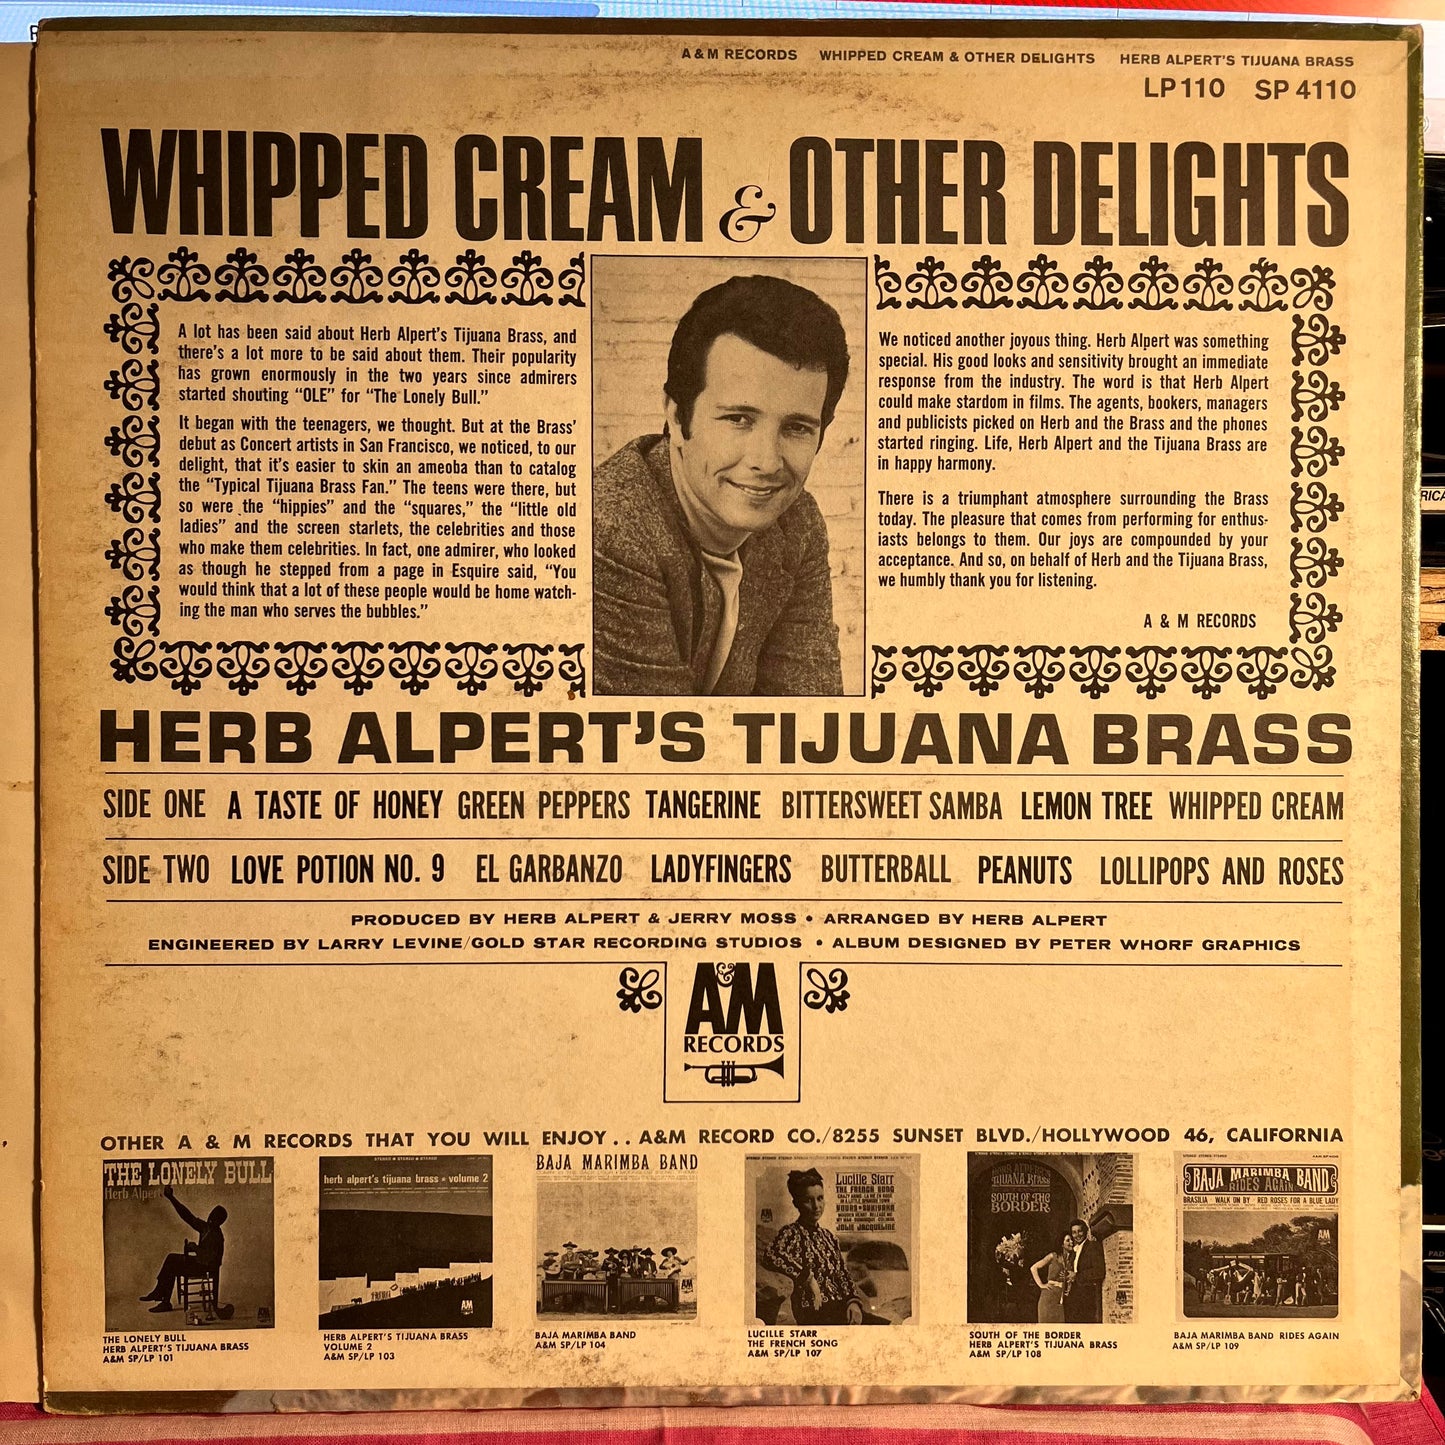 A & M RECORDS WHIPPED CREAM & OTHER DELIGHTS HERB ALPERT'S TIJUANA BRASS
LP 110 SP 4110
WHIPPED CREAM & OTHER DELIGHTS
A lot has been said about Herb Alpert's Tijuana Brass, and
there's a lot more to be said about them. Their popularity
has grown enormously in the two years since admirers
started shouting "OLE" for "The Lonely Bull."
It began with the teenagers, we thought. But at the Brass'
debut as Concert artists in San Francisco, we noticed, to our
delight, that it's easier to skin an ameoba than to catalog
the "Typical Tijuana Brass Fan." The teens were there, but
so were the "hippies" and the "squares," the "little old
ladies" and the screen starlets, the celebrities and those
who make them celebrities. In fact, one admirer, who looked
as though he stepped from a page in Esquire said, "You
would think that a lot of these people would be home watch-
ing the man who serves the bubbles."
We noticed another joyous thing. Herb Alpert was something
special. His good looks and sensitivity brought an immediate
response from the industry. The word is that Herb Alpert
could make stardom in films. The agents, bookers, managers
and publicists picked on Herb and the Brass and the phones
started ringing. Life, Herb Alpert and the Tijuana Brass are
in happy harmony.
There is a triumphant atmosphere surrounding the Brass
today. The pleasure that comes from performing for enthus-
iasts belongs to them. Our joys are compounded by your
acceptance. And so, on behalf of Herb and the Tijuana Brass,
we humbly thank you for listening.
A & M RECORDS
HERB ALPERT'S TIJUANA BRASS
SIDE ONE A TASTE OF HONEY GREEN PEPPERS TANGERINE BITTERSWEET SAMBA LEMON TREE WHIPPED CREAM
SIDE TWO LOVE POTION NO. 9 EL GARBANZO LADYFINGERS BUTTERBALL PEANUTS LOLLIPOPS AND ROSES
PRODUCED BY HERB ALPERT & JERRY MOSS • ARRANGED BY HERB ALPERT
ENGINEERED BY LARRY LEVINE/GOLD STAR RECORDING STUDIOS • ALBUM DESIGNED BY PETER WHORF GRAPHICS
A&M
RECORDS
OTHER A & M RECORDS THAT YOU WILL ENJOY . . A&M RECORD CO./8255 SUNSET BLVD./HOLLYWOOD 46, CALIFORNIA
THE LONELY BULL
Herb Alpert
herb alpert's tijuana brass • volume 2
AM
BAJA MARIMBA BAND
AM
Lucille Starr
THE FRENCH SONG
JOLIE JACQUELINE
TIJUANA BRASS
SOUTH OF THE
BORDER
BAJA MARIMBA BAND
RIDES AGAIN
BRASILIA • WALK ON BY • RED ROSES FOR A BLUE LADY
AM
THE LONELY BULL
HERB ALPERT'S TIJUANA BRASS
A&M SP/LP 101
HERB ALPERT'S TIJUANA BRASS
VOLUME 2
A&M SP/LP 103
BAJA MARIMBA BAND
A&M SP/LP 104
LUCILLE STARR
THE FRENCH SONG
A&M SP/LP 107
SOUTH OF THE BORDER
HERB ALPERT'S TIJUANA BRASS
A&M SP/LP 108
BAJA MARIMBA BAND RIDES AGAIN
A&M SP/LP 109